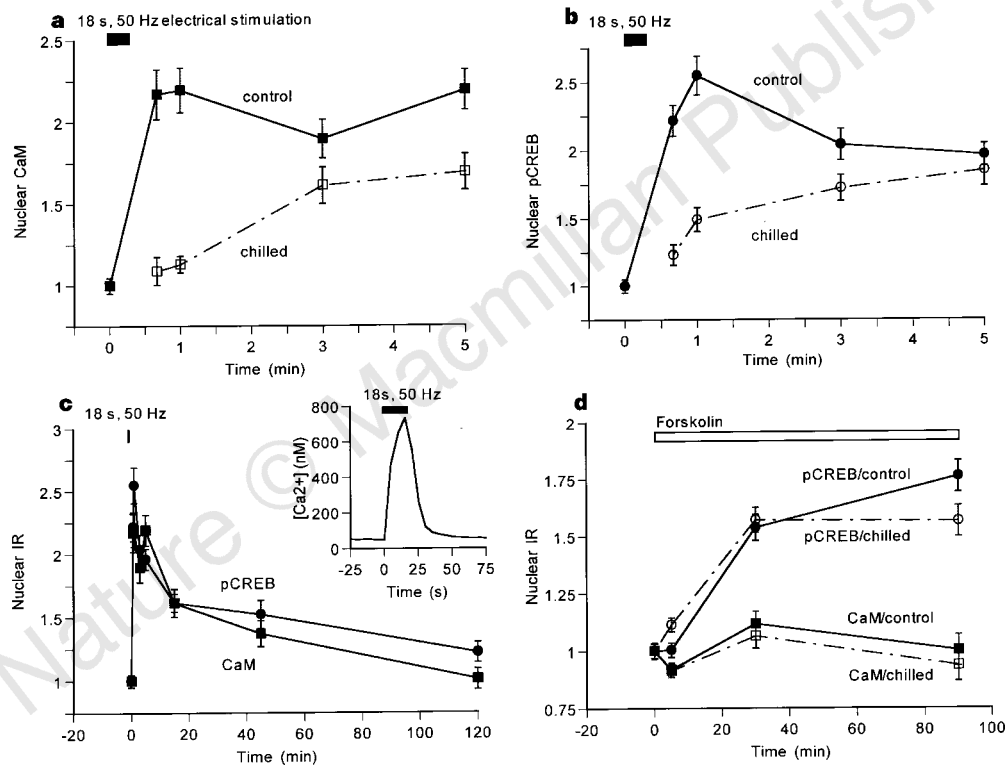 a 18 s, 50 Hz electrical stimulation
2.5
2
1.5
1
Nuclear CaM
control
chilled
0 1 2 3 4 5
Time (min)
b 18 s, 50 Hz
2.5
2
1.5
1
Nuclear pCREB
control
chilled
0 1 2 3 4 5
Time (min)
c 18 s, 50 Hz
3
2.5
2
1.5
1
Nuclear IR
pCREB
CaM
-20 0 20 40 60 80 100 120
Time (min)
18 s, 50 Hz
800
600
400
200
0
[Ca2+] (nM)
-25 0 25 50 75
Time (s)
d
Forskolin
2
1.75
1.5
1.25
1
0.75
Nuclear IR
pCREB/control
pCREB/chilled
CaM/control
CaM/chilled
-20 0 20 40 60 80 100
Time (min)
Nature © Macmillan Publish